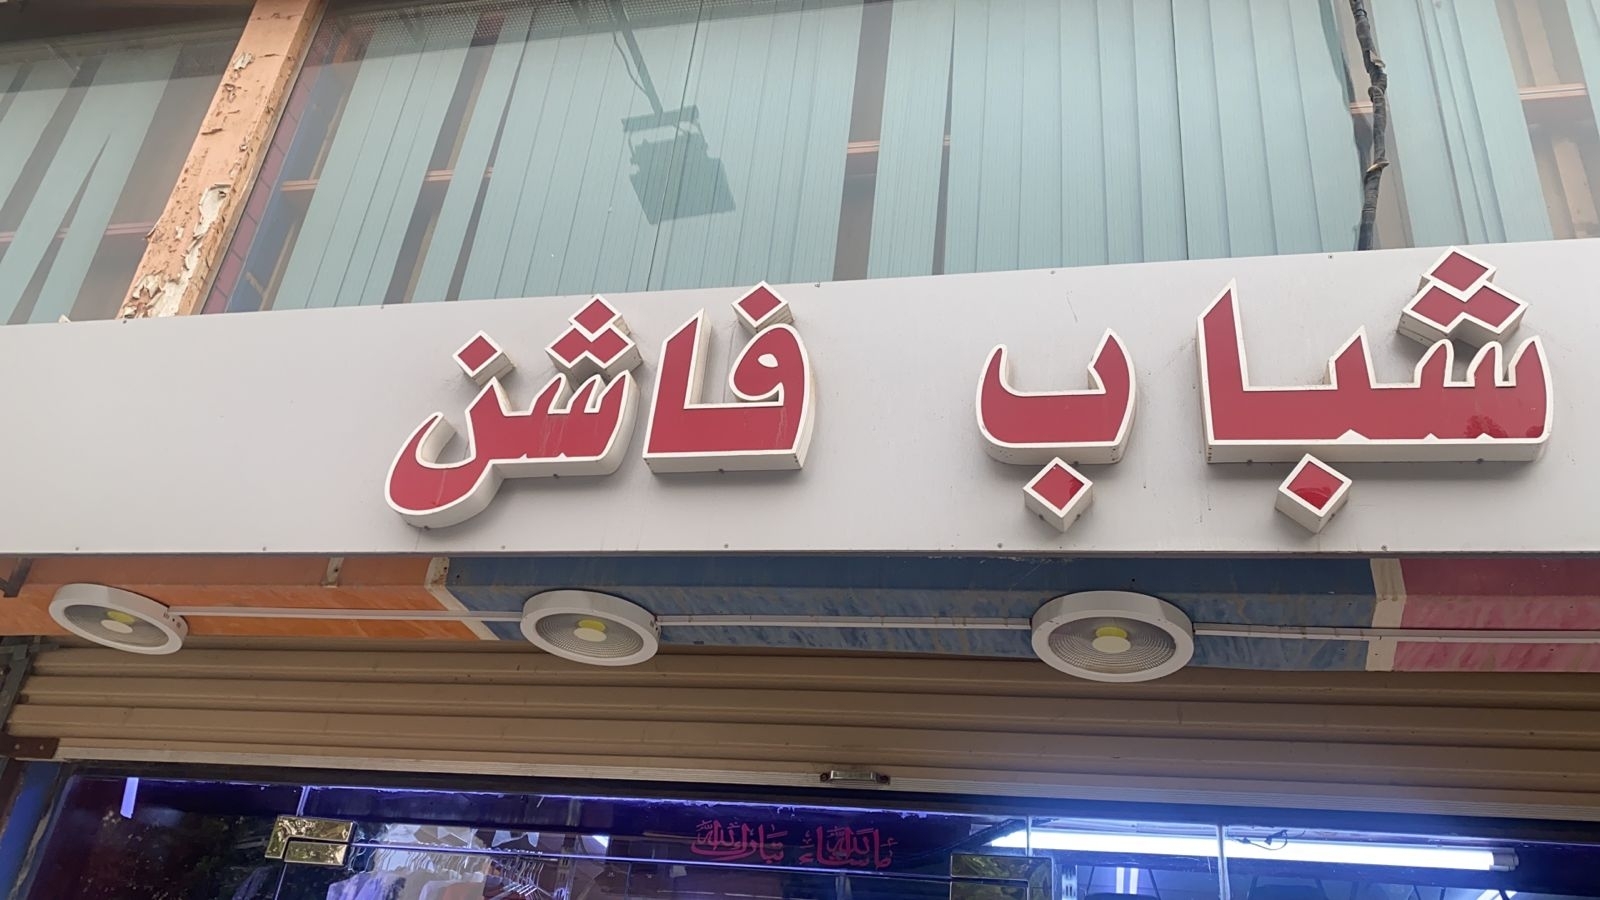 شباب فاشن
ماشاء الله تبارك الله